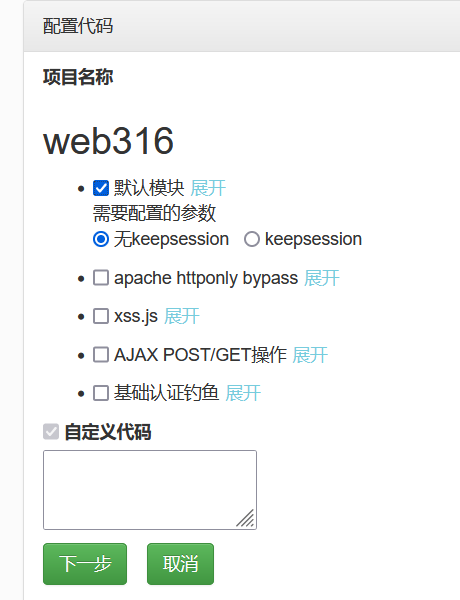 配置代码
项目名称
web316
默认模块 展开
需要配置的参数
无keepsession keepsession
apache httponly bypass 展开
xss.js 展开
AJAX POST/GET操作 展开
基础认证钓鱼 展开
自定义代码
下一步 取消